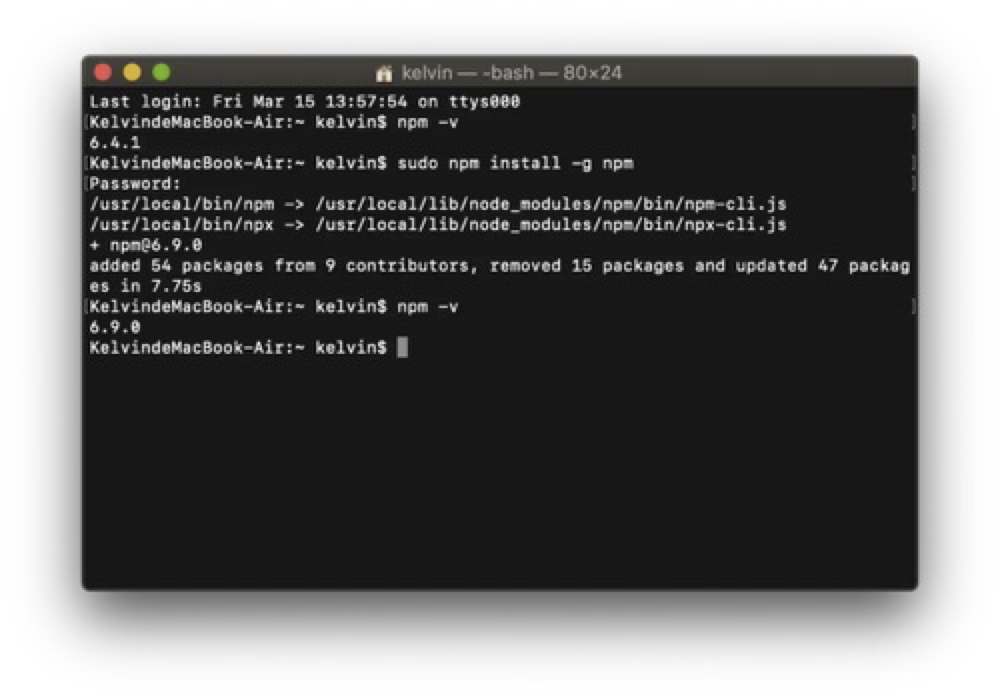 kelvin — -bash — 80×24
Last login: Fri Mar 15 13:57:54 on ttys000
[KelvindeMacBook-Air:~ kelvin$ npm -v ]
6.4.1
[KelvindeMacBook-Air:~ kelvin$ sudo npm install -g npm ]
[Password: ]
/usr/local/bin/npm -> /usr/local/lib/node_modules/npm/bin/npm-cli.js
/usr/local/bin/npx -> /usr/local/lib/node_modules/npm/bin/npx-cli.js
+ npm@6.9.0
added 54 packages from 9 contributors, removed 15 packages and updated 47 packag
es in 7.75s
[KelvindeMacBook-Air:~ kelvin$ npm -v ]
6.9.0
KelvindeMacBook-Air:~ kelvin$